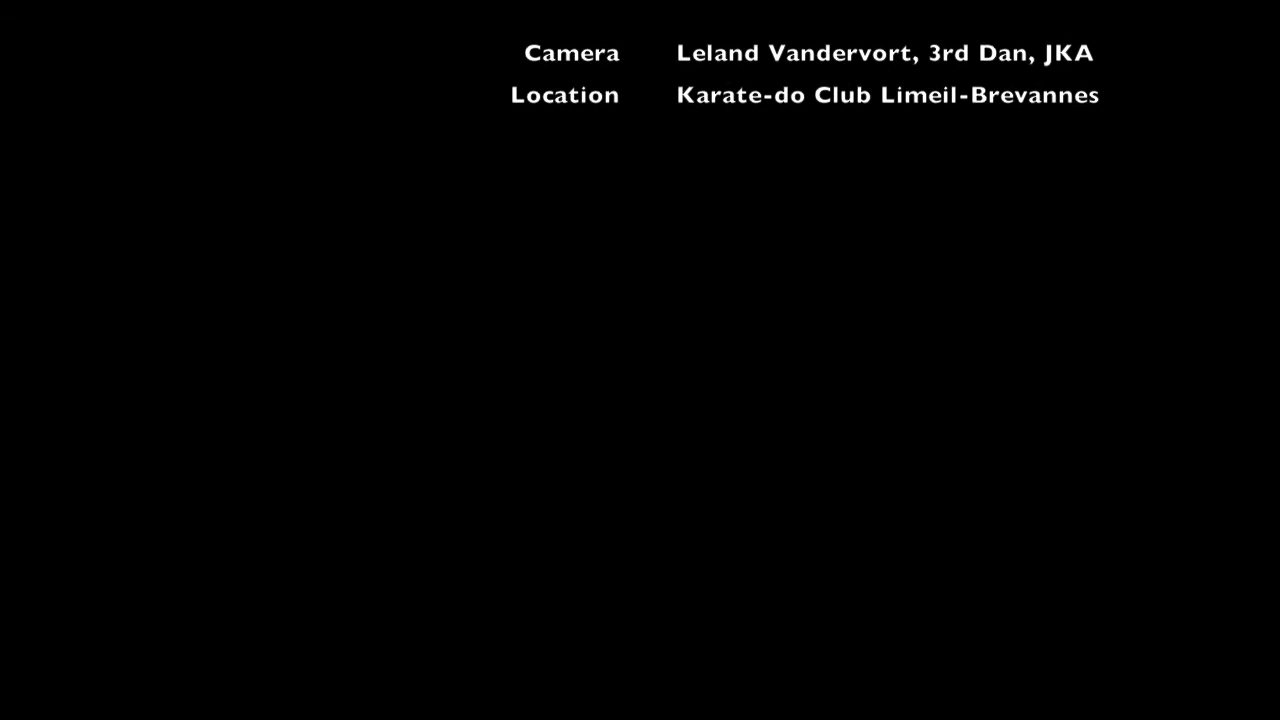 Camera Leland Vandervort, 3rd Dan, JKA
Location Karate-do Club Limeil-Brevannes